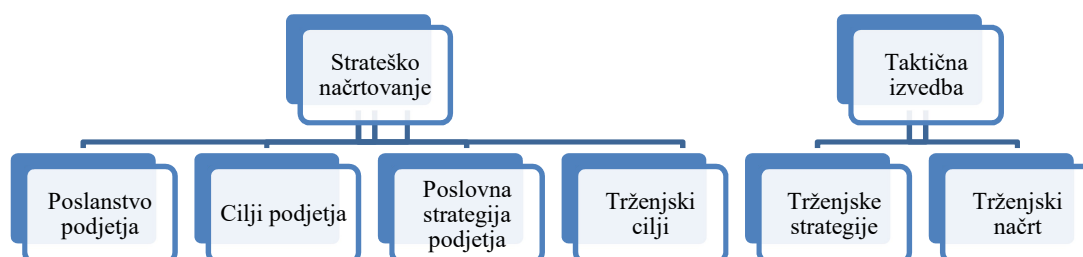 Strateško
načrtovanje
Taktična
izvedba
Poslanstvo
podjetja
Cilji podjetja
Poslovna
strategija
podjetja
Trženjski
cilji
Trženjske
strategije
Trženjski
načrt